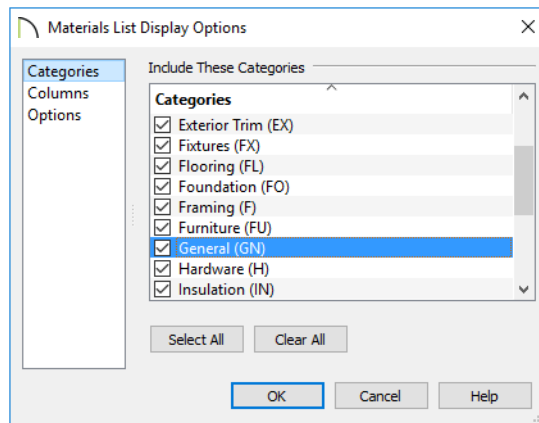 Materials List Display Options
Categories
Columns
Options
Include These Categories
Categories
Exterior Trim (EX)
Fixtures (FX)
Flooring (FL)
Foundation (FO)
Framing (F)
Furniture (FU)
General (GN)
Hardware (H)
Insulation (IN)
Select All Clear All
OK Cancel Help